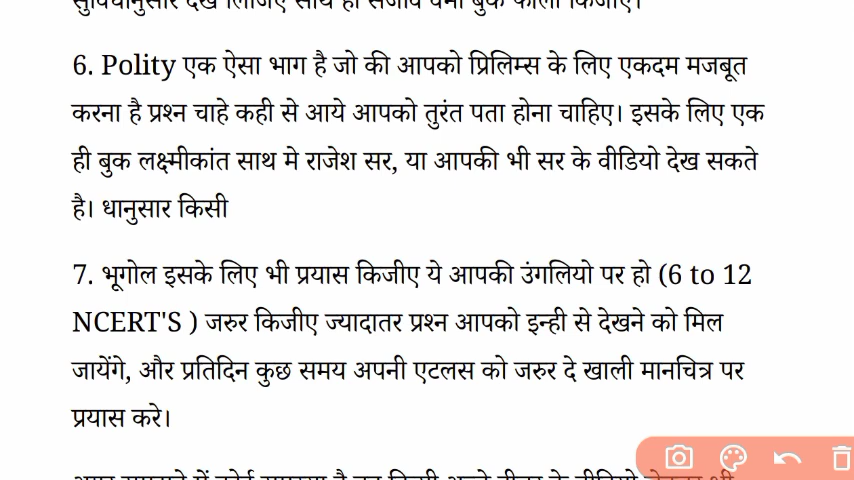 सुविधानुसार देख लिजिए साथ ही संजीव वर्मा बुक फोलो किजीए।
6. Polity एक ऐसा भाग है जो की आपको प्रिलिम्स के लिए एकदम मजबूत
करना है प्रश्न चाहे कही से आये आपको तुरंत पता होना चाहिए। इसके लिए एक
ही बुक लक्ष्मीकांत साथ मे राजेश सर, या आपकी भी सर के वीडियो देख सकते
है। धानुसार किसी
7. भूगोल इसके लिए भी प्रयास किजीए ये आपकी उंगलियो पर हो (6 to 12
NCERT'S ) जरुर किजीए ज्यादातर प्रश्न आपको इन्ही से देखने को मिल
जायेंगे, और प्रतिदिन कुछ समय अपनी एटलस को जरुर दे खाली मानचित्र पर
प्रयास करे।